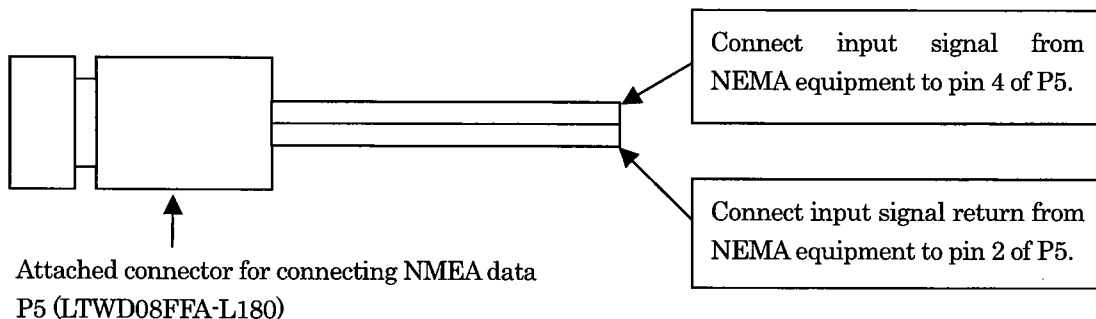 Connect input signal from
NEMA equipment to pin 4 of P5.
Connect input signal return from
NEMA equipment to pin 2 of P5.
Attached connector for connecting NMEA data
P5 (LTWD08FFA-L180)